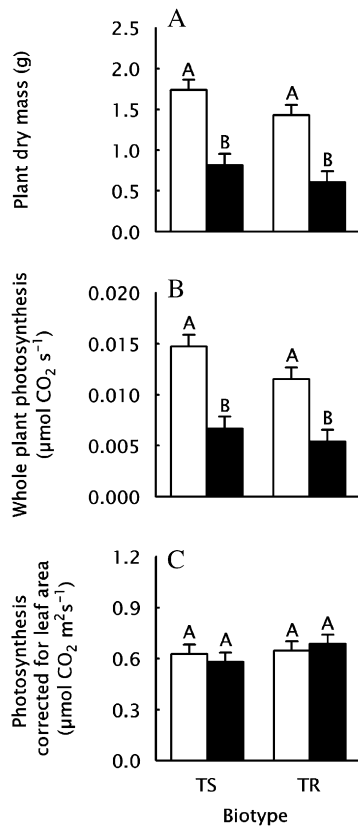 A
Plant dry mass (g)
2.5
2.0
1.5
1.0
0.5
0.0
A
B
A
B
B
Whole plant photosynthesis
(µmol CO₂ s⁻¹)
0.020
0.015
0.010
0.005
0.000
A
B
A
B
C
Photosynthesis
corrected for leaf area
(µmol CO₂ m²s⁻¹)
1.2
0.9
0.6
0.3
0.0
A
A
A
A
TS
TR
Biotype